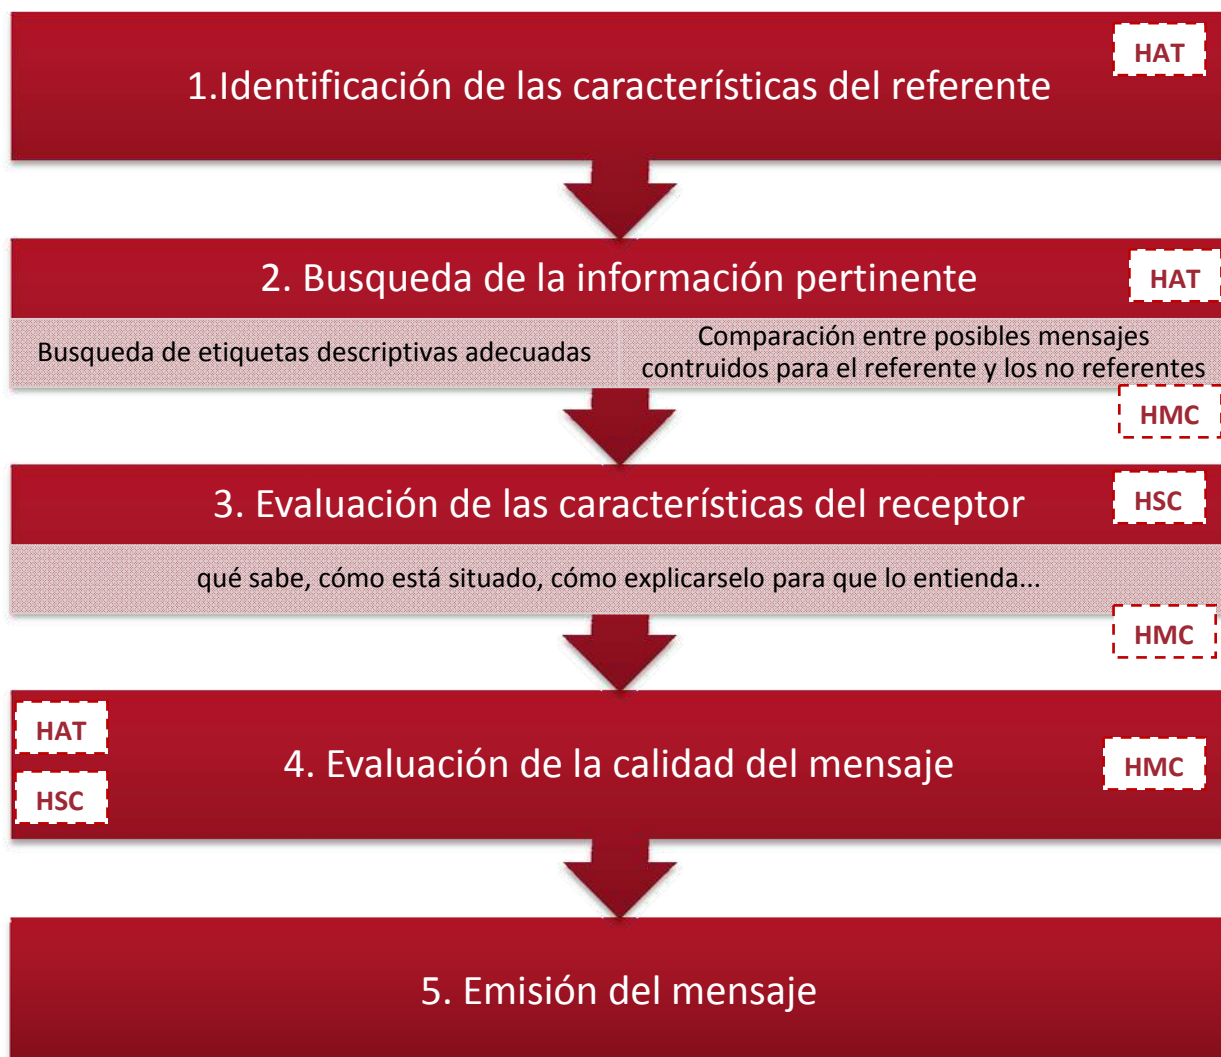 HAT
1.Identificación de las características del referente
2. Busqueda de la información pertinente
HAT
Busqueda de etiquetas descriptivas adecuadas
Comparación entre posibles mensajes
contruidos para el referente y los no referentes
HMC
3. Evaluación de las características del receptor
HSC
qué sabe, cómo está situado, cómo explicarselo para que lo entienda...
HMC
HAT
HSC
4. Evaluación de la calidad del mensaje
HMC
5. Emisión del mensaje